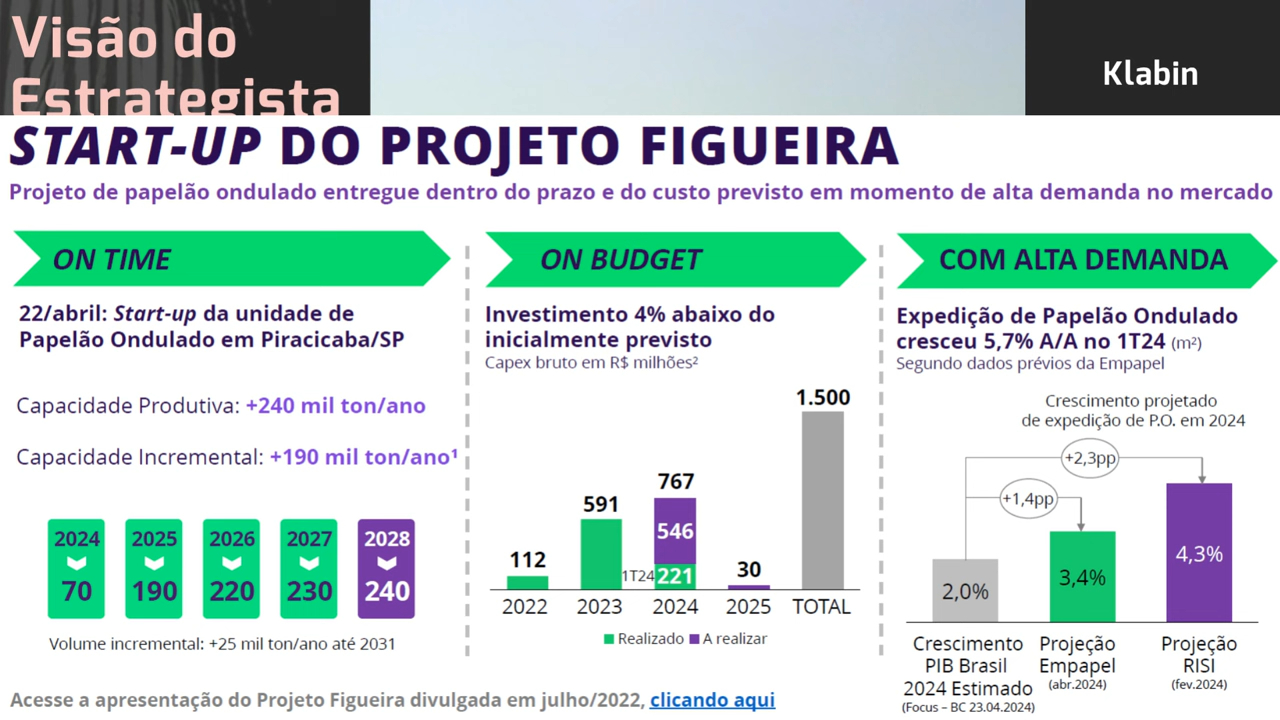 Visão do
Estrategista
Klabin
START-UP DO PROJETO FIGUEIRA
Projeto de papelão ondulado entregue dentro do prazo e do custo previsto em momento de alta demanda no mercado
ON TIME
22/abril: Start-up da unidade de
Papelão Ondulado em Piracicaba/SP
Capacidade Produtiva: +240 mil ton/ano
Capacidade Incremental: +190 mil ton/ano¹
2024 2025 2026 2027 2028
70 190 220 230 240
Volume incremental: +25 mil ton/ano até 2031
ON BUDGET
Investimento 4% abaixo do
inicialmente previsto
Capex bruto em R$ milhões²
1.500
767
591
546
112
1T24 221
30
2022 2023 2024 2025 TOTAL
Realizado A realizar
COM ALTA DEMANDA
Expedição de Papelão Ondulado
cresceu 5,7% A/A no 1T24 (m²)
Segundo dados prévios da Empapel
Crescimento projetado
de expedição de P.O. em 2024
+2,3pp
+1,4pp
2,0% 3,4% 4,3%
Crescimento
PIB Brasil
2024 Estimado
(Focus – BC 23.04.2024)
Projeção
Empapel
(abr.2024)
Projeção
RISI
(fev.2024)
Acesse a apresentação do Projeto Figueira divulgada em julho/2022, clicando aqui